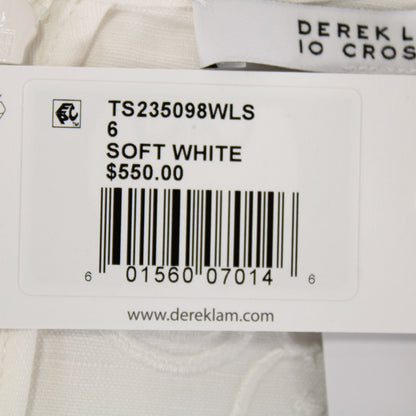 DEREK L
10 CROS
TS235098WLS
6
SOFT WHITE
$550.00
6 01560 07014 6
www.dereklam.com